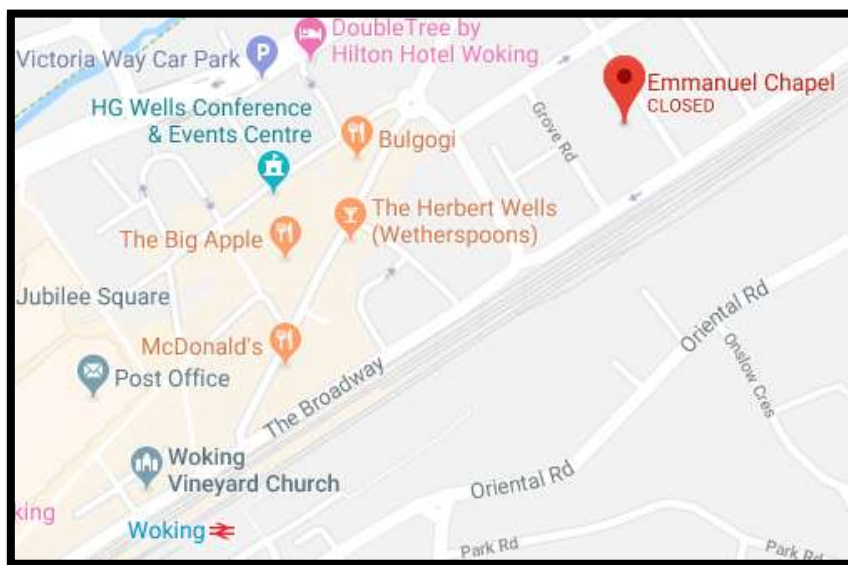 DoubleTree by
Hilton Hotel Woking
Victoria Way Car Park
P
Emmanuel Chapel
CLOSED
HG Wells Conference
& Events Centre
Grove Rd
Bulgogi
The Herbert Wells
(Wetherspoons)
The Big Apple
Jubilee Square
Oriental Rd
McDonald's
Post Office
The Broadway
Onslow Cres
Woking
Vineyard Church
Oriental Rd
king
Woking
Park Rd
Park Rd